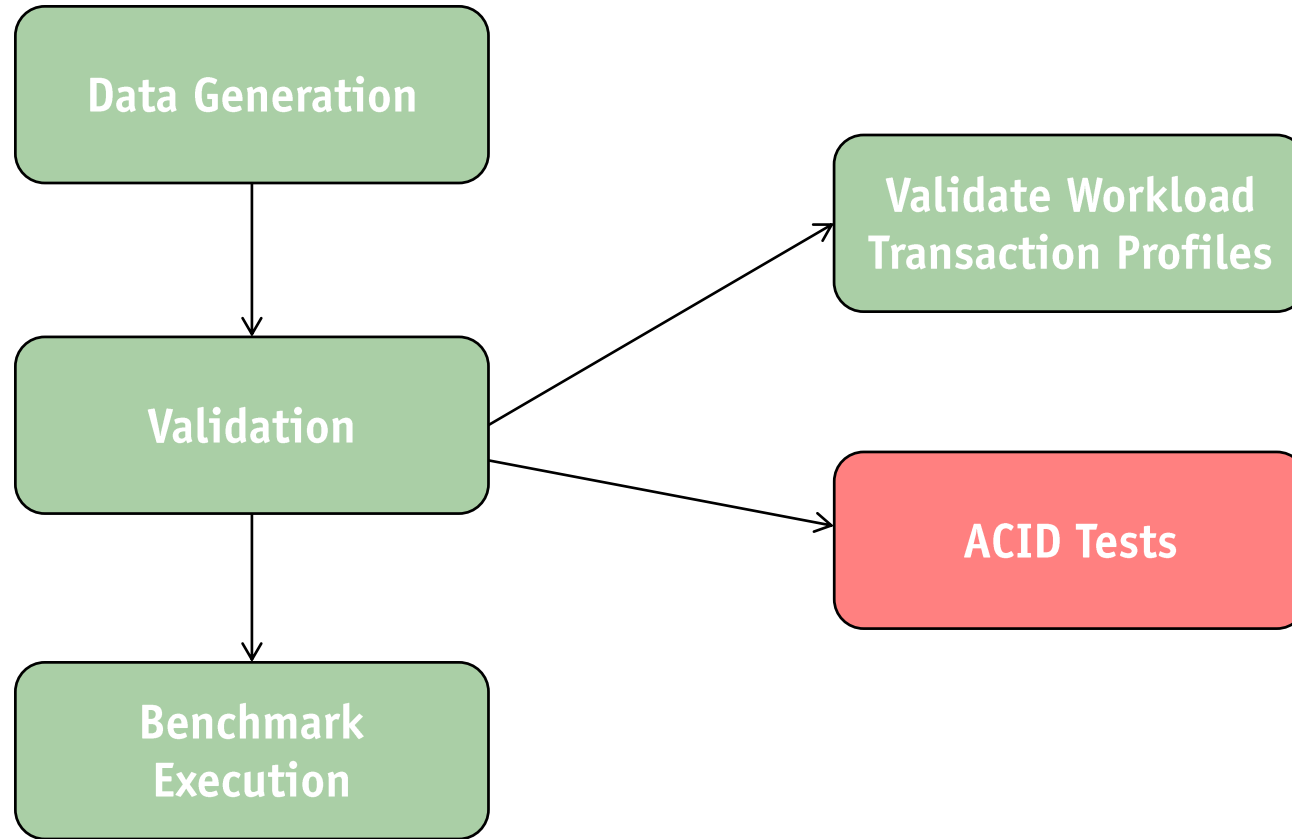 Data Generation
Validate Workload
Transaction Profiles
Validation
ACID Tests
Benchmark
Execution